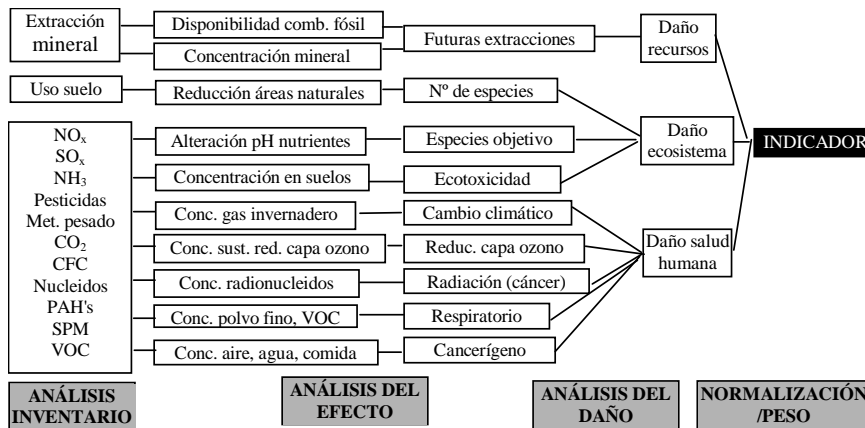 Extracción
mineral
Disponibilidad comb. fósil
Concentración mineral
Futuras extracciones
Daño
recursos
Uso suelo
Reducción áreas naturales
Nº de especies
NOx
SOx
NH3
Pesticidas
Met. pesado
CO2
CFC
Nucleidos
PAH's
SPM
VOC
Alteración pH nutrientes
Especies objetivo
Daño
ecosistema
INDICADOR
Concentración en suelos
Ecotoxicidad
Conc. gas invernadero
Cambio climático
Conc. sust. red. capa ozono
Reduc. capa ozono
Daño salud
humana
Conc. radionucleidos
Radiación (cáncer)
Conc. polvo fino, VOC
Respiratorio
Conc. aire, agua, comida
Cancerígeno
ANÁLISIS
INVENTARIO
ANÁLISIS DEL
EFECTO
ANÁLISIS DEL
DAÑO
NORMALIZACIÓN
/PESO